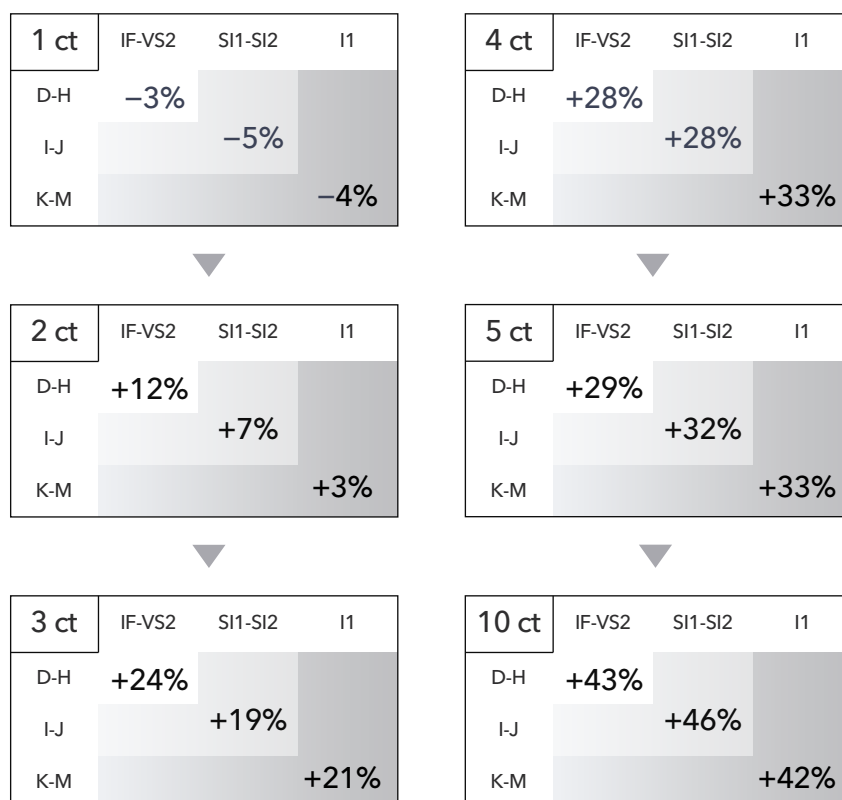 1 ct IF-VS2 SI1-SI2 I1
D-H −3%
I-J −5%
K-M −4%
2 ct IF-VS2 SI1-SI2 I1
D-H +12%
I-J +7%
K-M +3%
3 ct IF-VS2 SI1-SI2 I1
D-H +24%
I-J +19%
K-M +21%
4 ct IF-VS2 SI1-SI2 I1
D-H +28%
I-J +28%
K-M +33%
5 ct IF-VS2 SI1-SI2 I1
D-H +29%
I-J +32%
K-M +33%
10 ct IF-VS2 SI1-SI2 I1
D-H +43%
I-J +46%
K-M +42%